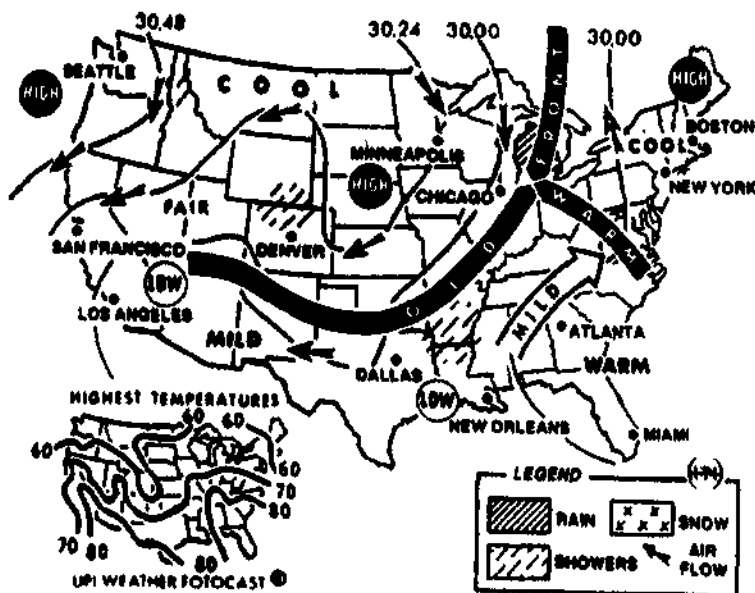 30.48
30.24
30.00
30.00
SEATTLE
HIGH
COOL
HIGH
FRONT
BOSTON
COOL
MINNEAPOLIS
HIGH
CHICAGO
NEW YORK
FAIR
WARM
SAN FRANCISCO
DENVER
LOW
COLD
LOS ANGELES
MILD
MILD
ATLANTA
WARM
DALLAS
LOW
NEW ORLEANS
MIAMI
HIGHEST TEMPERATURES
60
60
60
60
70
80
70
80
80
UPI WEATHER FOTOCAST ©
LEGEND
RAIN
SNOW
SHOWERS
AIR
FLOW